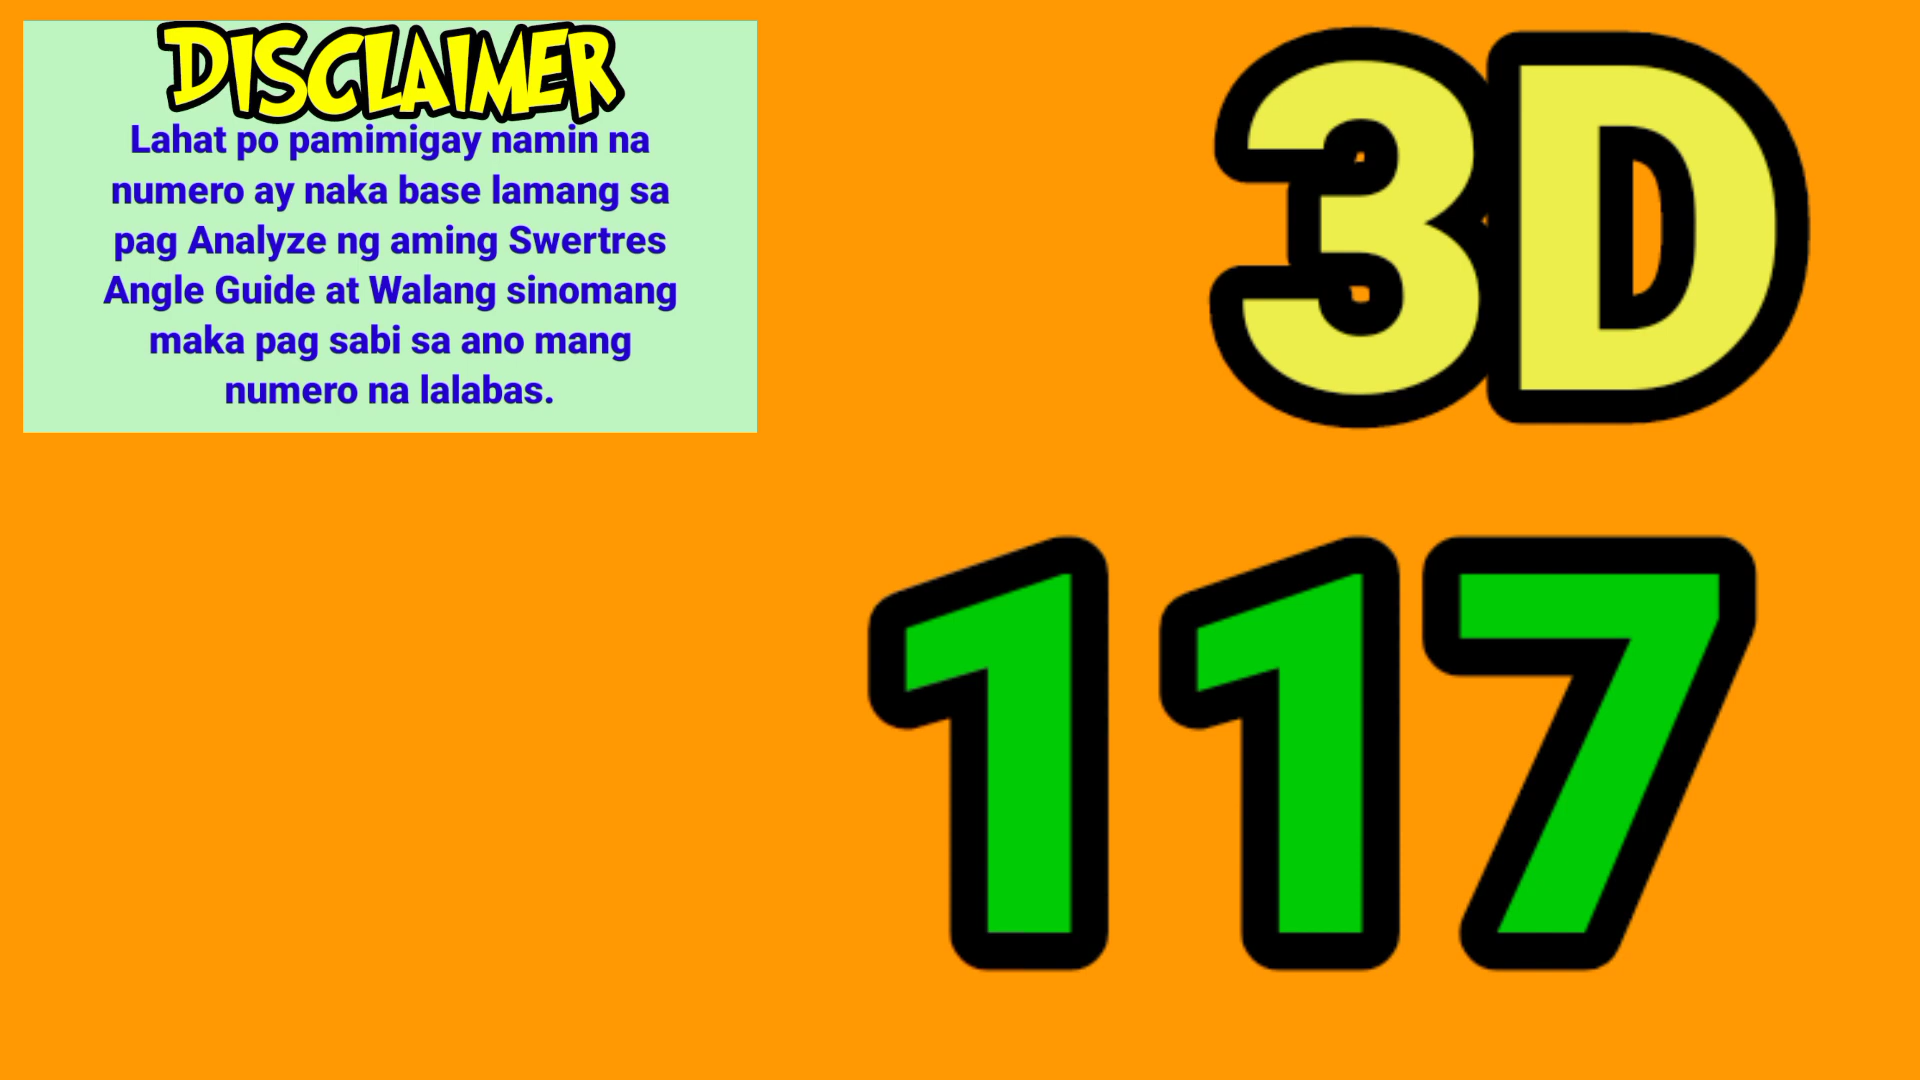 DISCLAIMER
Lahat po pamimigay namin na
numero ay naka base lamang sa
pag Analyze ng aming Swertres
Angle Guide at Walang sinomang
maka pag sabi sa ano mang
numero na lalabas.
3D
117